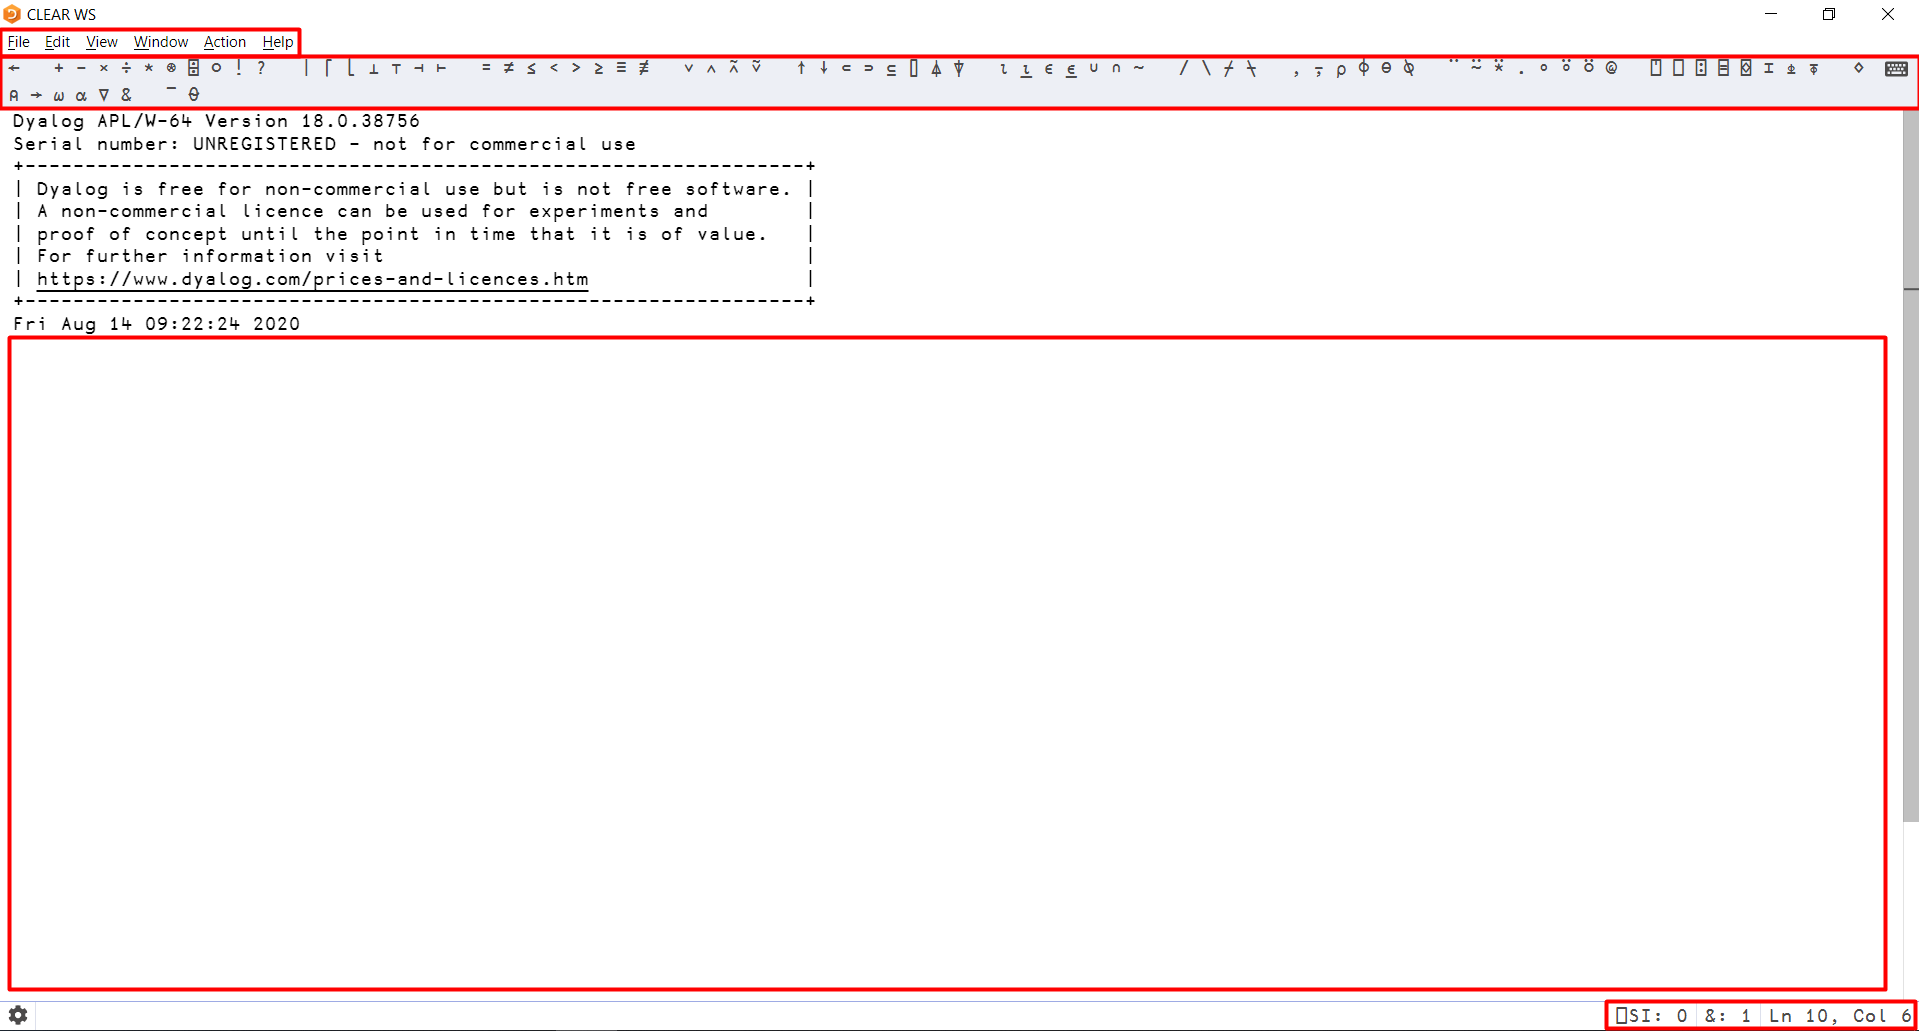 CLEAR WS
File Edit View Window Action Help
← + - × ÷ * ⍟ ⌹ ○ ! ? | ⌈ ⌊ ⊥ ⊤ ⊣ ⊢ = ≠ ≤ < > ≥ ≡ ≢ ∨ ∧ ⍲ ⍱ ↑ ↓ ⊂ ⊃ ⊆ ⌷ ⍋ ⍒ ⍳ ⍸ ∊ ⍷ ∪ ∩ ~ / \ ⌿ ⍀ , ⍪ ⍴ ⌽ ⊖ ⍉ ¨ ⍨ ⍣ . ∘ ⍤ ⍥ @ ⍞ ⎕ ⍠ ⌸ ⌺ ⌶ ⍎ ⍕ ⋄
⍝ → ⍵ ⍺ ∇ & ¯ ⍬
Dyalog APL/W-64 Version 18.0.38756
Serial number: UNREGISTERED - not for commercial use
+-----------------------------------------------------------------+
| Dyalog is free for non-commercial use but is not free software. |
| A non-commercial licence can be used for experiments and        |
| proof of concept until the point in time that it is of value.   |
| For further information visit                                   |
| https://www.dyalog.com/prices-and-licences.htm                  |
+-----------------------------------------------------------------+
Fri Aug 14 09:22:24 2020
⎕SI: 0 &: 1 Ln 10, Col 6